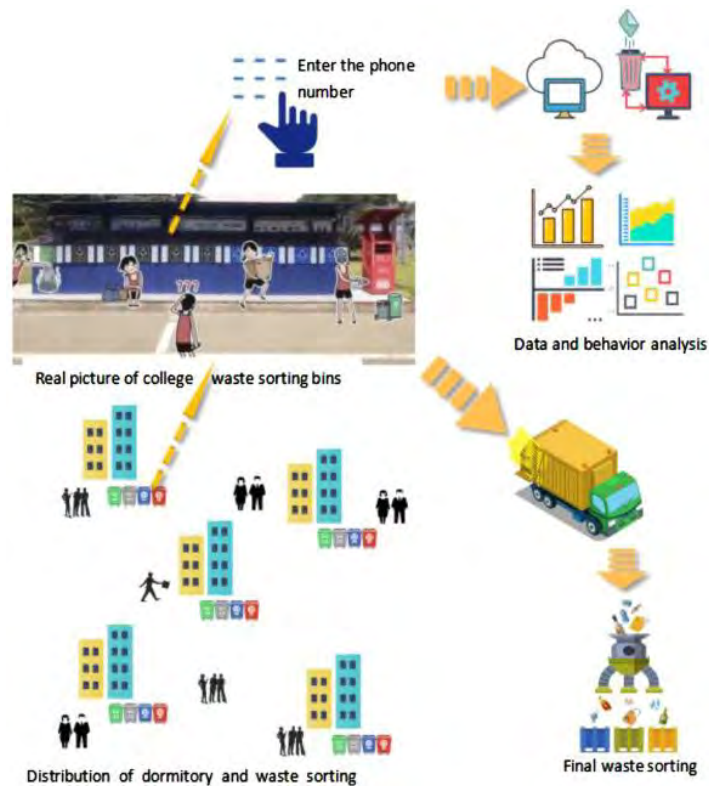 Enter the phone
number
Data and behavior analysis
Real picture of college waste sorting bins
???
Final waste sorting
Distribution of dormitory and waste sorting